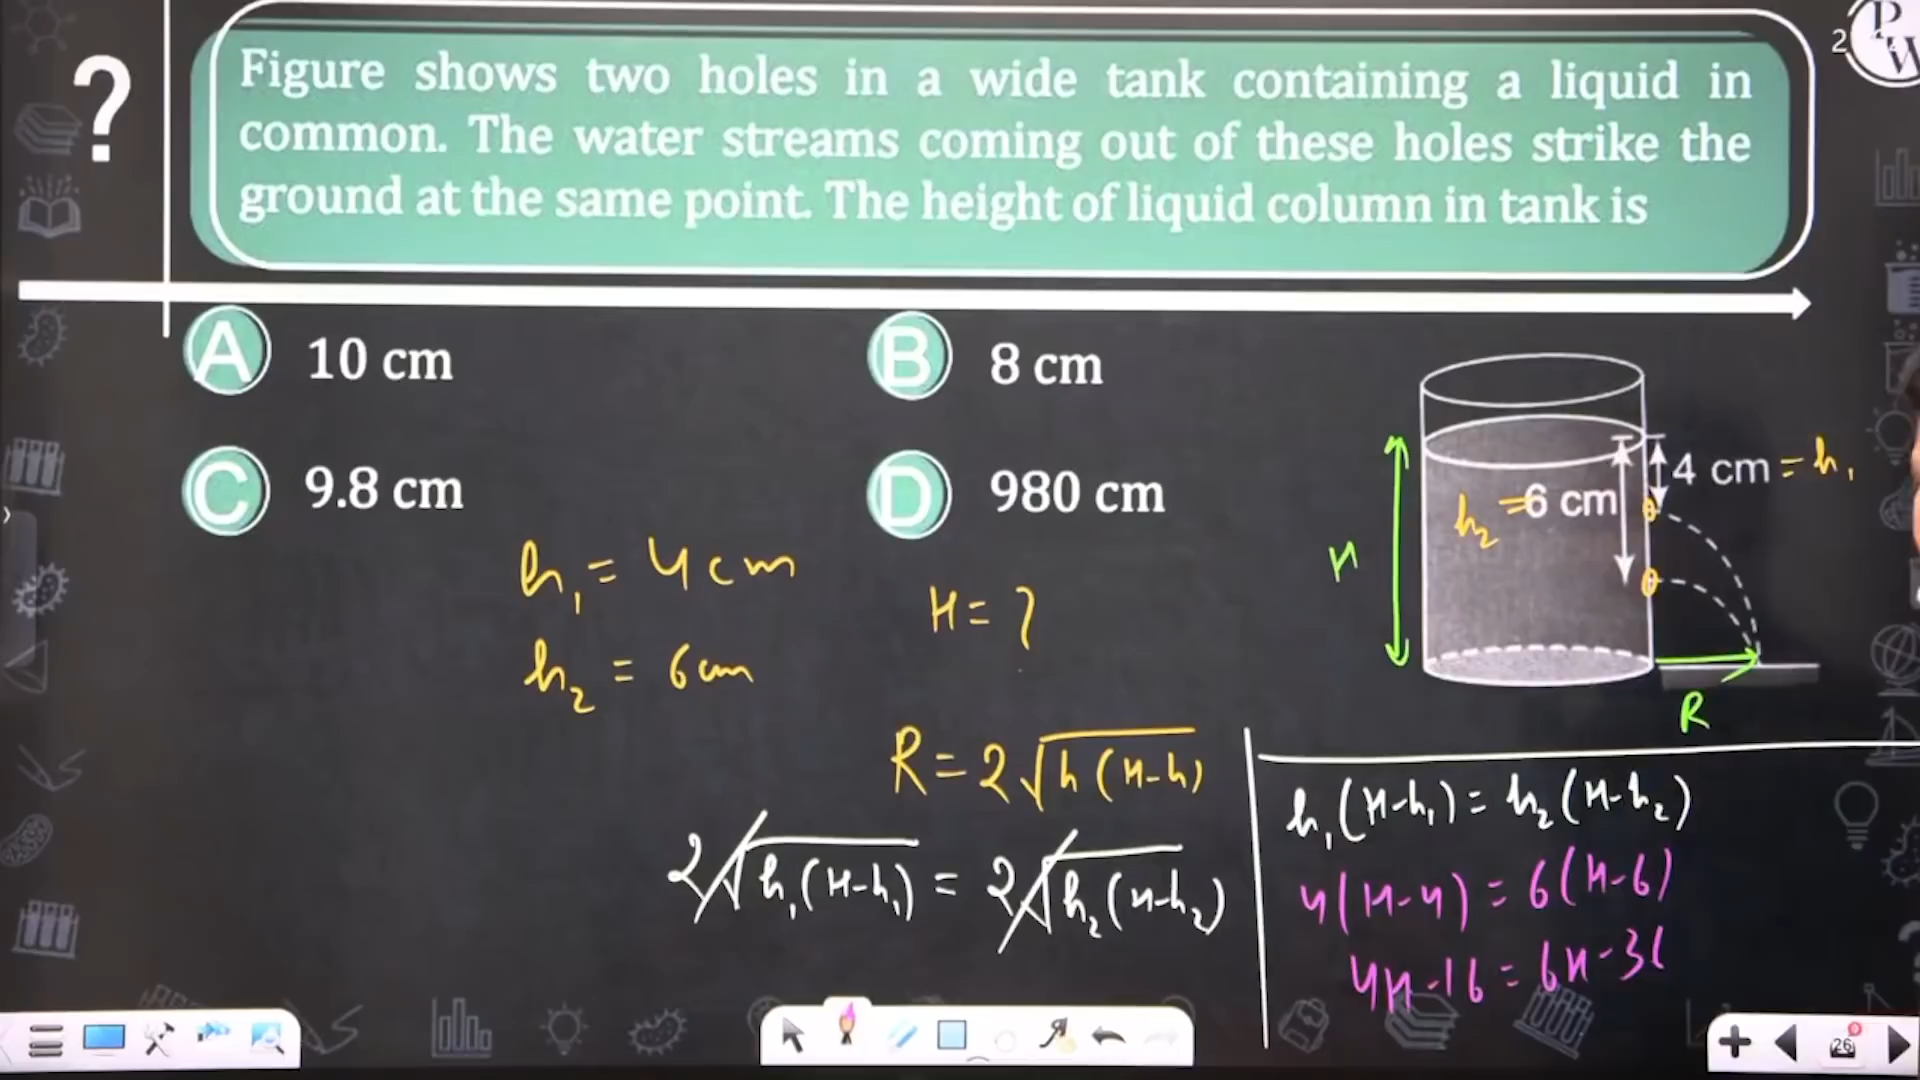 ?
Figure shows two holes in a wide tank containing a liquid in
common. The water streams coming out of these holes strike the
ground at the same point. The height of liquid column in tank is
PW
A 10 cm
B 8 cm
C 9.8 cm
D 980 cm
4 cm = h₁
h₂ = 6 cm
H
R
h₁ = 4 cm
h₂ = 6 cm
H = ?
R = 2√h(H-h)
2√h₁(H-h₁) = 2√h₂(H-h₂)
h₁(H-h₁) = h₂(H-h₂)
4(H-4) = 6(H-6)
4H-16 = 6H-36
26